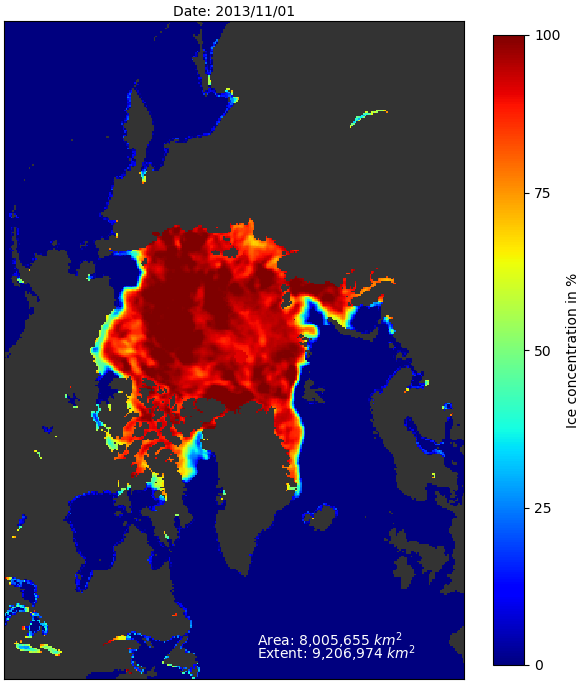 Date: 2013/11/01
100
75
50
25
0
Ice concentration in %
Area: 8,005,655 km²
Extent: 9,206,974 km²